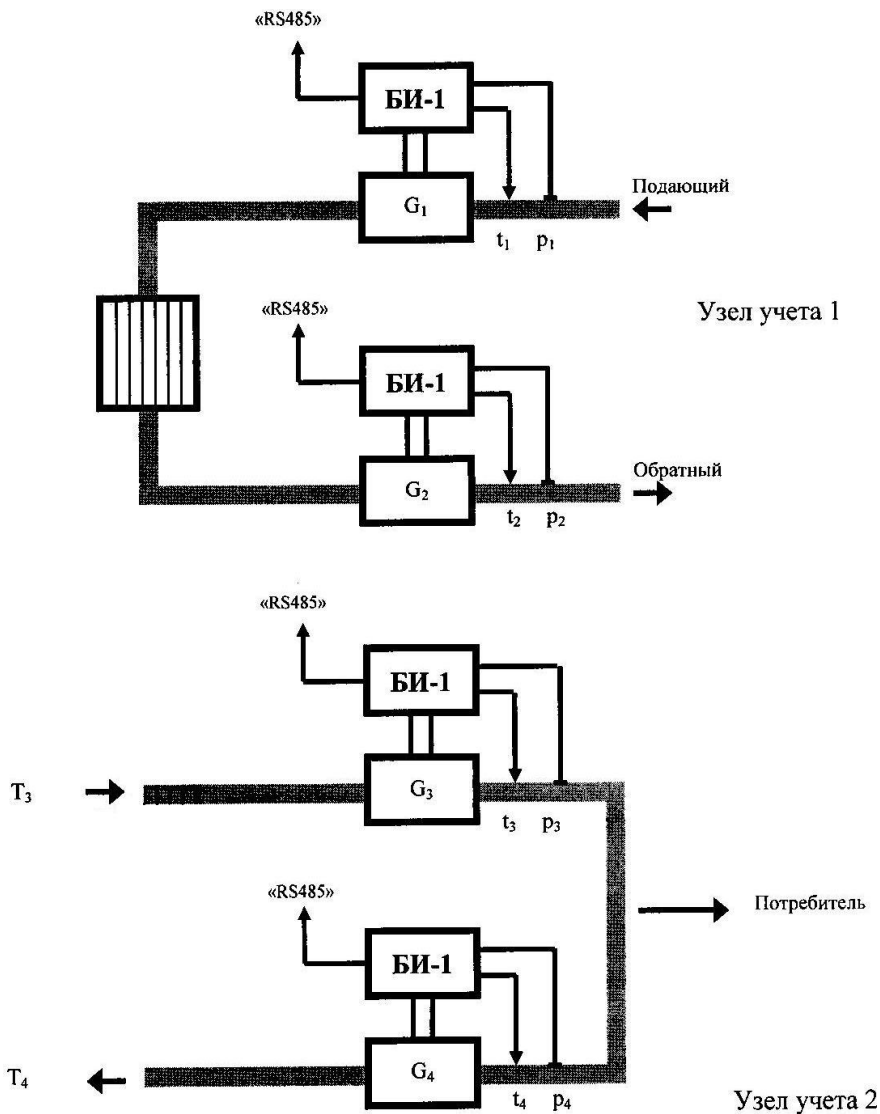 «RS485»
БИ-1
G₁
Подающий
t₁ p₁
«RS485»
Узел учета 1
БИ-1
G₂
Обратный
t₂ p₂
«RS485»
БИ-1
T₃
G₃
t₃ p₃
«RS485»
Потребитель
БИ-1
T₄
G₄
t₄ p₄
Узел учета 2